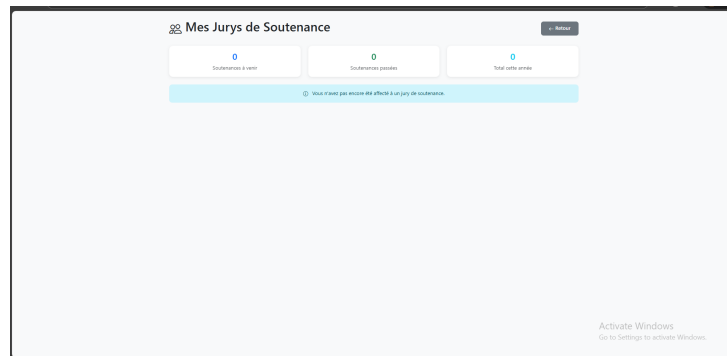 Mes Jurys de Soutenance
← Retour
0
Soutenances à venir
0
Soutenances passées
0
Total cette année
Vous n'avez pas encore été affecté à un jury de soutenance.
Activate Windows
Go to Settings to activate Windows.